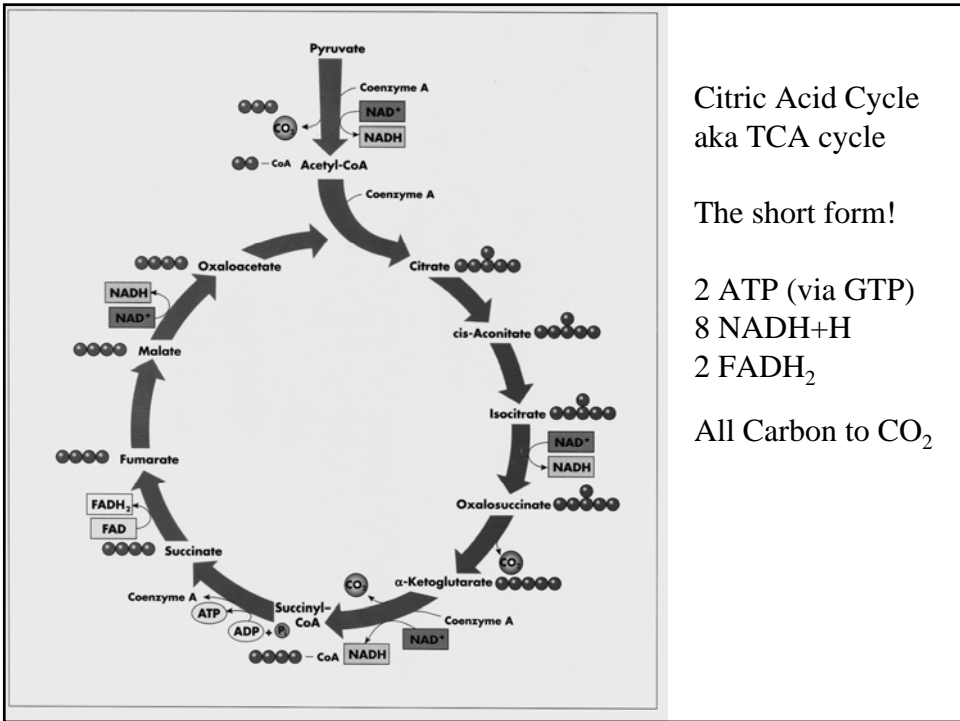 Pyruvate
Coenzyme A
NAD⁺
CO₂
NADH
– CoA Acetyl-CoA
Coenzyme A
Oxaloacetate
Citrate
NADH
NAD⁺
cis-Aconitate
Malate
Isocitrate
NAD⁺
NADH
Fumarate
Oxalosuccinate
FADH₂
FAD
CO₂
Succinate
α-Ketoglutarate
CO₂
Coenzyme A
Succinyl–
CoA
Coenzyme A
ATP
ADP + Pᵢ
NAD⁺
– CoA
NADH
Citric Acid Cycle
aka TCA cycle
The short form!
2 ATP (via GTP)
8 NADH+H
2 FADH₂
All Carbon to CO₂